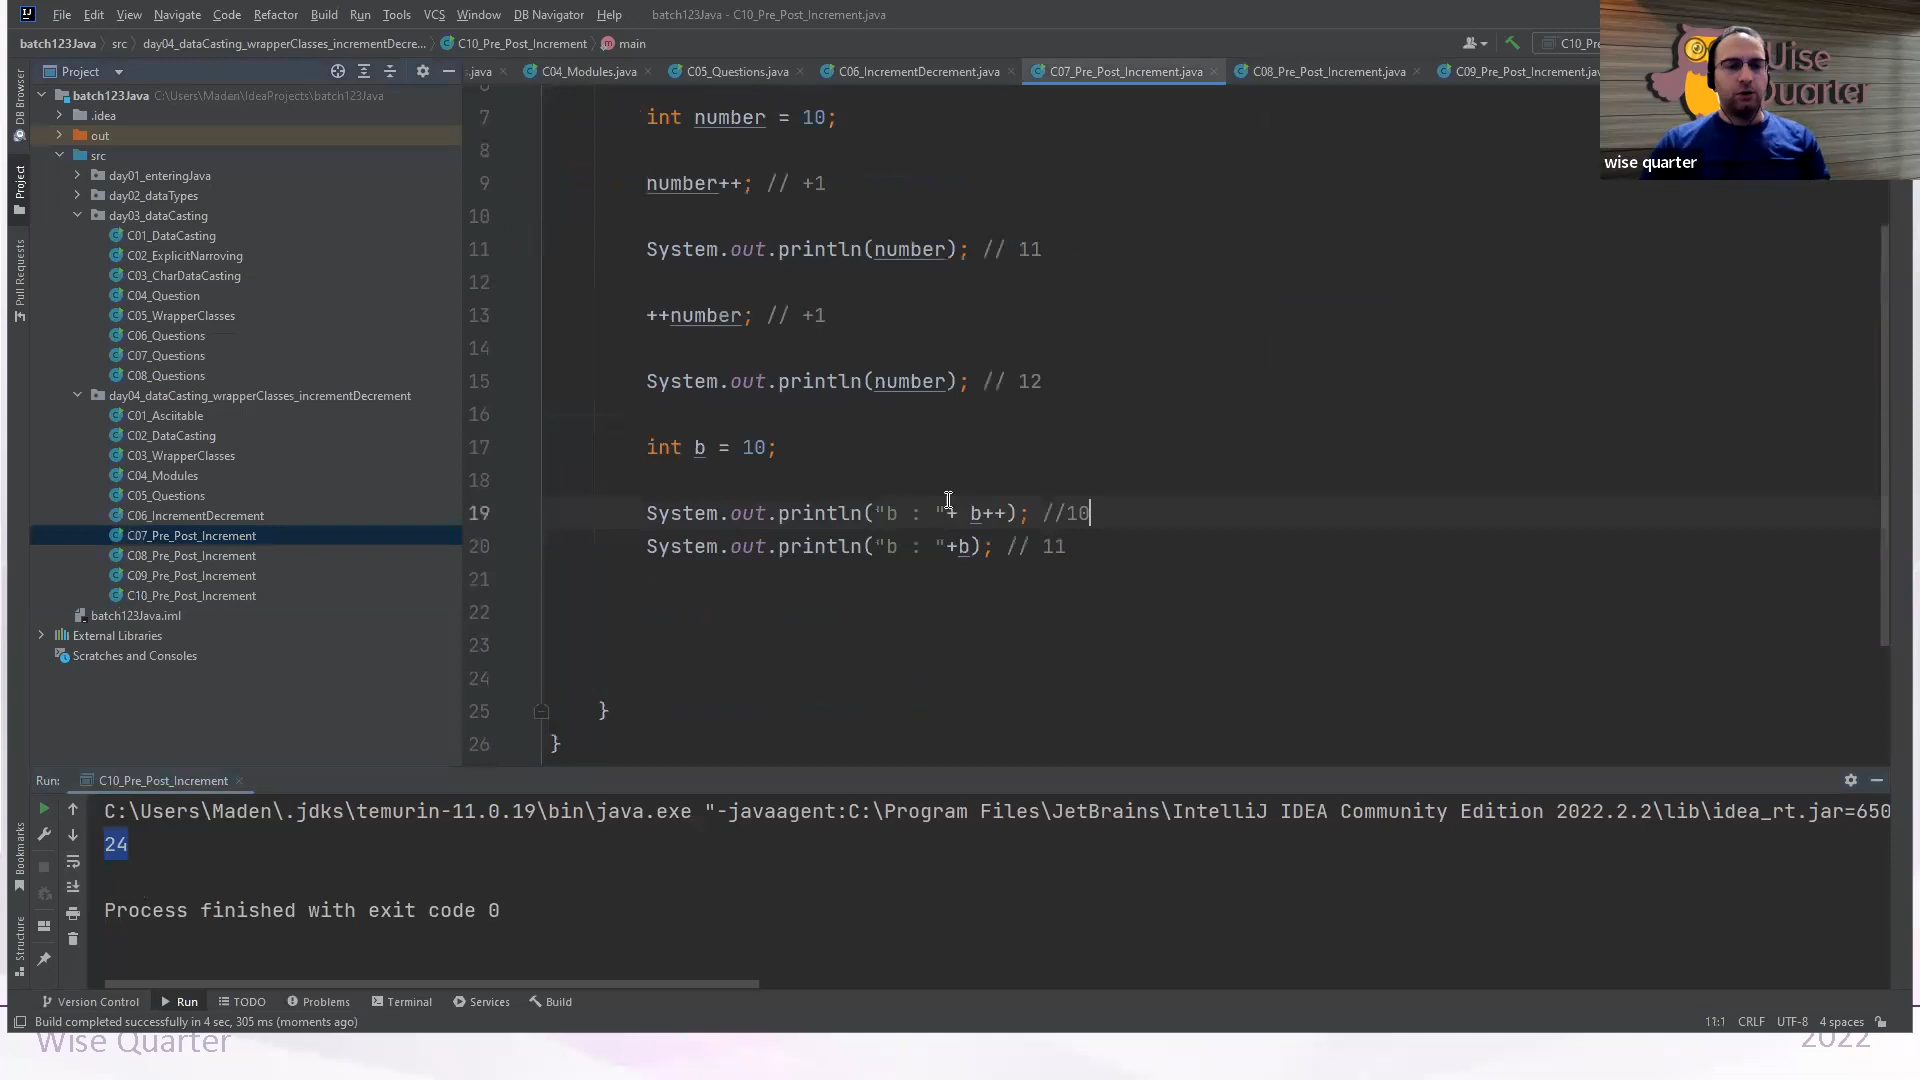 File Edit View Navigate Code Refactor Build Run Tools VCS Window DB Navigator Help batch123Java - C10_Pre_Post_Increment.java
batch123Java src day04_dataCasting_wrapperClasses_incrementDecre... C10_Pre_Post_Increment main C10_Pre
Project
.java C04_Modules.java C05_Questions.java C06_IncrementDecrement.java C07_Pre_Post_Increment.java C08_Pre_Post_Increment.java C09_Pre_Post_Increment.jav
Wise
Quarter
wise quarter
DB Browser
Project
Pull Requests
Bookmarks
Structure
batch123Java C:\Users\Maden\IdeaProjects\batch123Java
.idea
out
src
day01_enteringJava
day02_dataTypes
day03_dataCasting
C01_DataCasting
C02_ExplicitNarroving
C03_CharDataCasting
C04_Question
C05_WrapperClasses
C06_Questions
C07_Questions
C08_Questions
day04_dataCasting_wrapperClasses_incrementDecrement
C01_Asciitable
C02_DataCasting
C03_WrapperClasses
C04_Modules
C05_Questions
C06_IncrementDecrement
C07_Pre_Post_Increment
C08_Pre_Post_Increment
C09_Pre_Post_Increment
C10_Pre_Post_Increment
batch123Java.iml
External Libraries
Scratches and Consoles
7 int number = 10;
8
9 number++; // +1
10
11 System.out.println(number); // 11
12
13 ++number; // +1
14
15 System.out.println(number); // 12
16
17 int b = 10;
18
19 System.out.println("b : "+ b++); //10
20 System.out.println("b : "+b); // 11
21
22
23
24
25 }
26 }
Run: C10_Pre_Post_Increment
C:\Users\Maden\.jdks\temurin-11.0.19\bin\java.exe "-javaagent:C:\Program Files\JetBrains\IntelliJ IDEA Community Edition 2022.2.2\lib\idea_rt.jar=650
24
Process finished with exit code 0
Version Control Run TODO Problems Terminal Services Build
Build completed successfully in 4 sec, 305 ms (moments ago) 11:1 CRLF UTF-8 4 spaces
Wise Quarter 2022